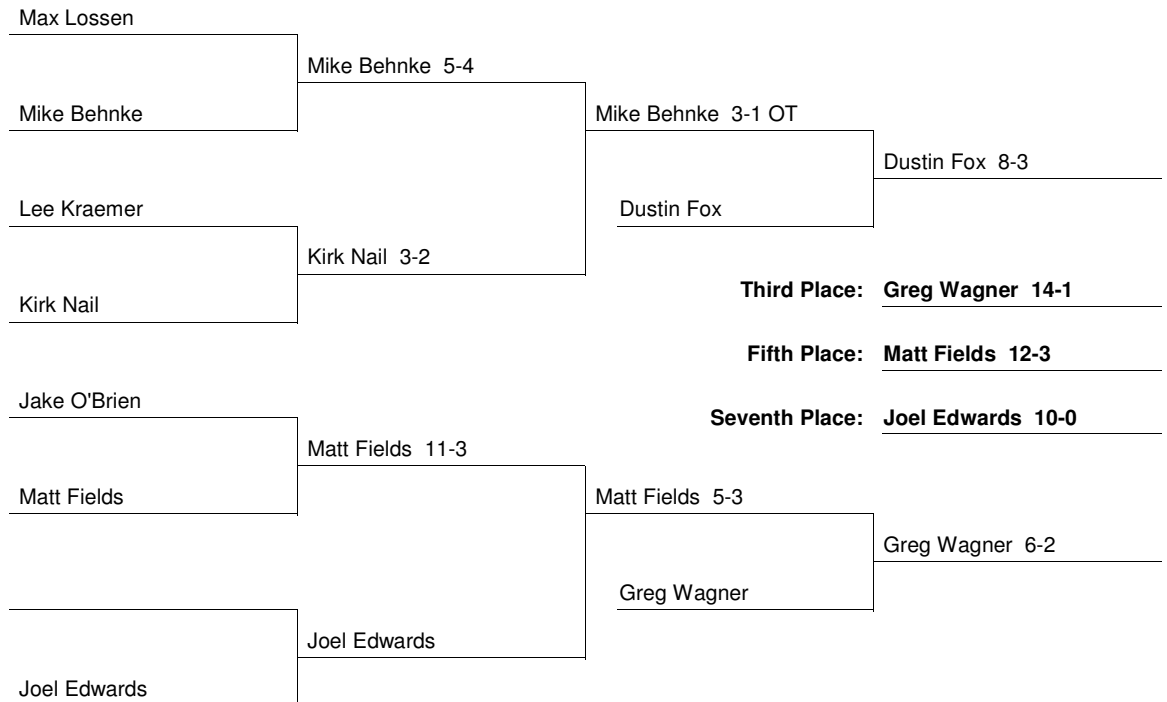 Max Lossen
Mike Behnke 5-4
Mike Behnke
Mike Behnke 3-1 OT
Dustin Fox 8-3
Lee Kraemer
Dustin Fox
Kirk Nail 3-2
Kirk Nail
Third Place: Greg Wagner 14-1
Fifth Place: Matt Fields 12-3
Jake O'Brien
Seventh Place: Joel Edwards 10-0
Matt Fields 11-3
Matt Fields
Matt Fields 5-3
Greg Wagner 6-2
Greg Wagner
Joel Edwards
Joel Edwards